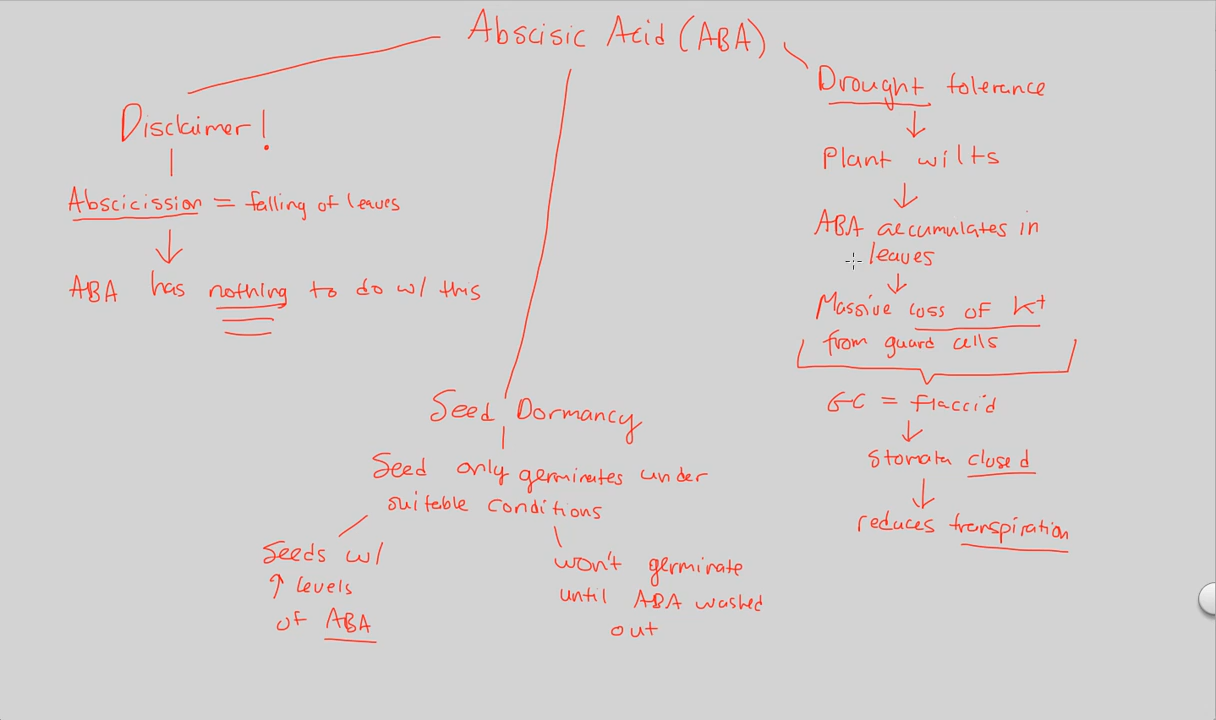 Abscisic Acid (ABA)
Disclaimer!
Abscicission = falling of leaves
ABA has nothing to do w/ this
Seed Dormancy
Seed only germinates under
suitable conditions
Seeds w/
↑ levels
of ABA
won't germinate
until ABA washed
out
Drought tolerance
↓
Plant wilts
↓
ABA accumulates in
leaves
↓
Massive loss of K+
from guard cells
GC = flaccid
↓
Stomata closed
↓
reduces transpiration